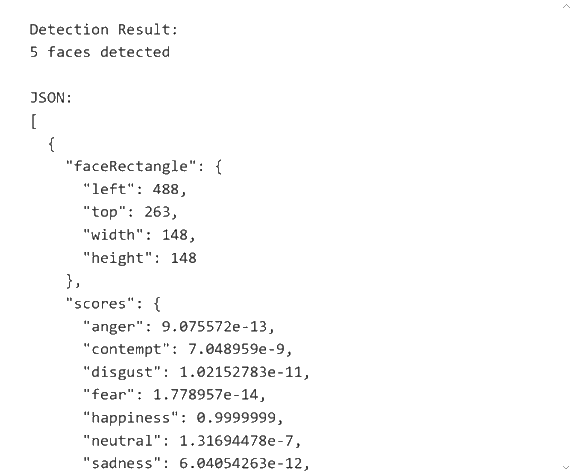 Detection Result:
5 faces detected
JSON:
[
{
"faceRectangle": {
"left": 488,
"top": 263,
"width": 148,
"height": 148
},
"scores": {
"anger": 9.075572e-13,
"contempt": 7.048959e-9,
"disgust": 1.02152783e-11,
"fear": 1.778957e-14,
"happiness": 0.9999999,
"neutral": 1.31694478e-7,
"sadness": 6.04054263e-12,